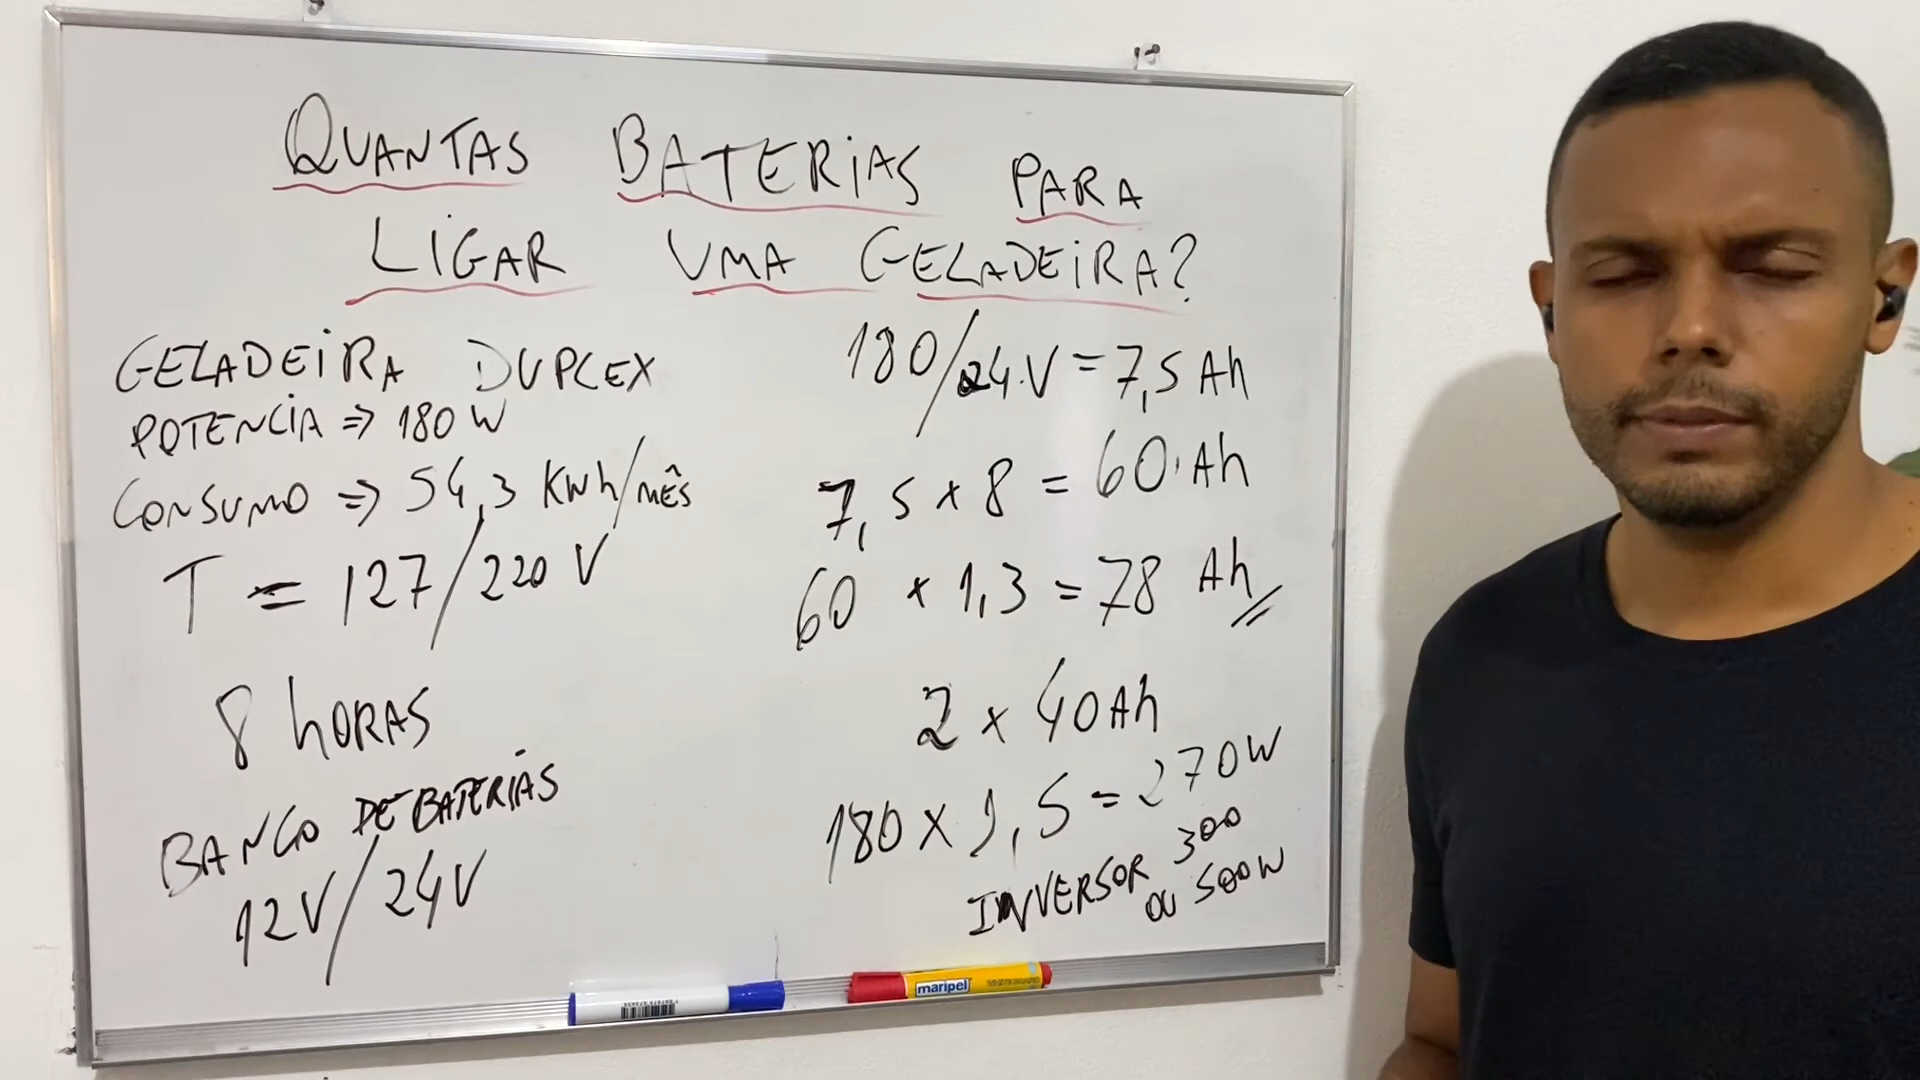 QUANTAS BATERIAS PARA
LIGAR UMA GELADEIRA?
GELADEIRA DUPLEX
POTENCIA ⇒ 180 W
CONSUMO ⇒ 54,3 KWh/MÊS
T = 127/220 V
8 hORAS
BANCO DE BATERIAS
12V/24V
180/24V = 7,5 Ah
7,5 x 8 = 60 Ah
60 x 1,3 = 78 Ah
2 x 40Ah
180 x 1,5 = 270W
INVERSOR 300
OU 500W
maripel